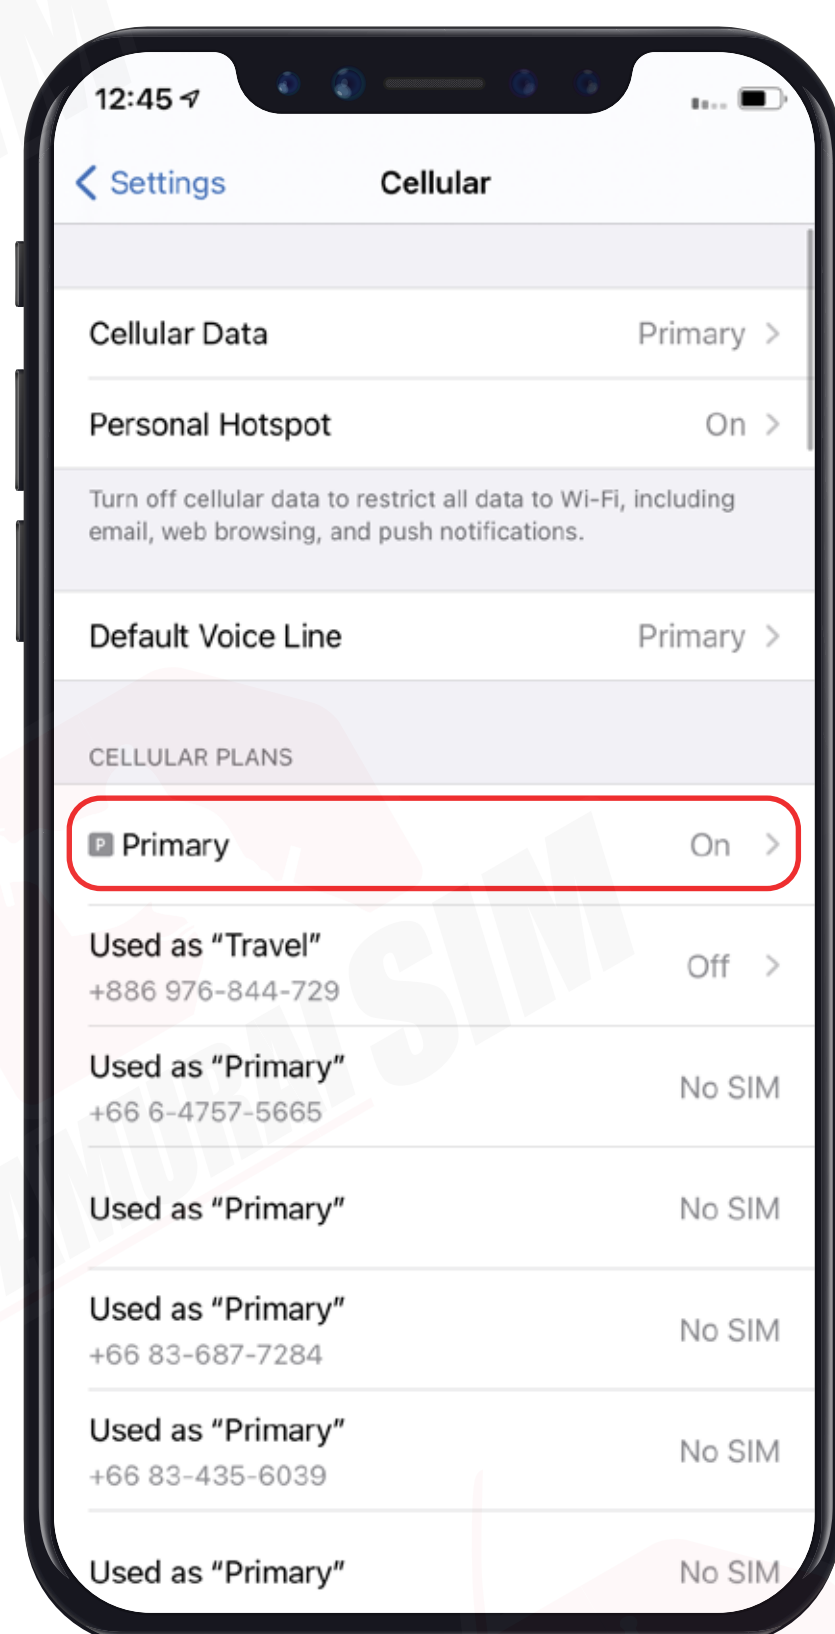 12:45
Settings
Cellular
Cellular Data Primary
Personal Hotspot On
Turn off cellular data to restrict all data to Wi-Fi, including
email, web browsing, and push notifications.
Default Voice Line Primary
CELLULAR PLANS
P Primary On
Used as “Travel”
+886 976-844-729
Off
Used as “Primary”
+66 6-4757-5665
No SIM
Used as “Primary” No SIM
Used as “Primary”
+66 83-687-7284
No SIM
Used as “Primary”
+66 83-435-6039
No SIM
Used as “Primary” No SIM
SAMURAI SIM